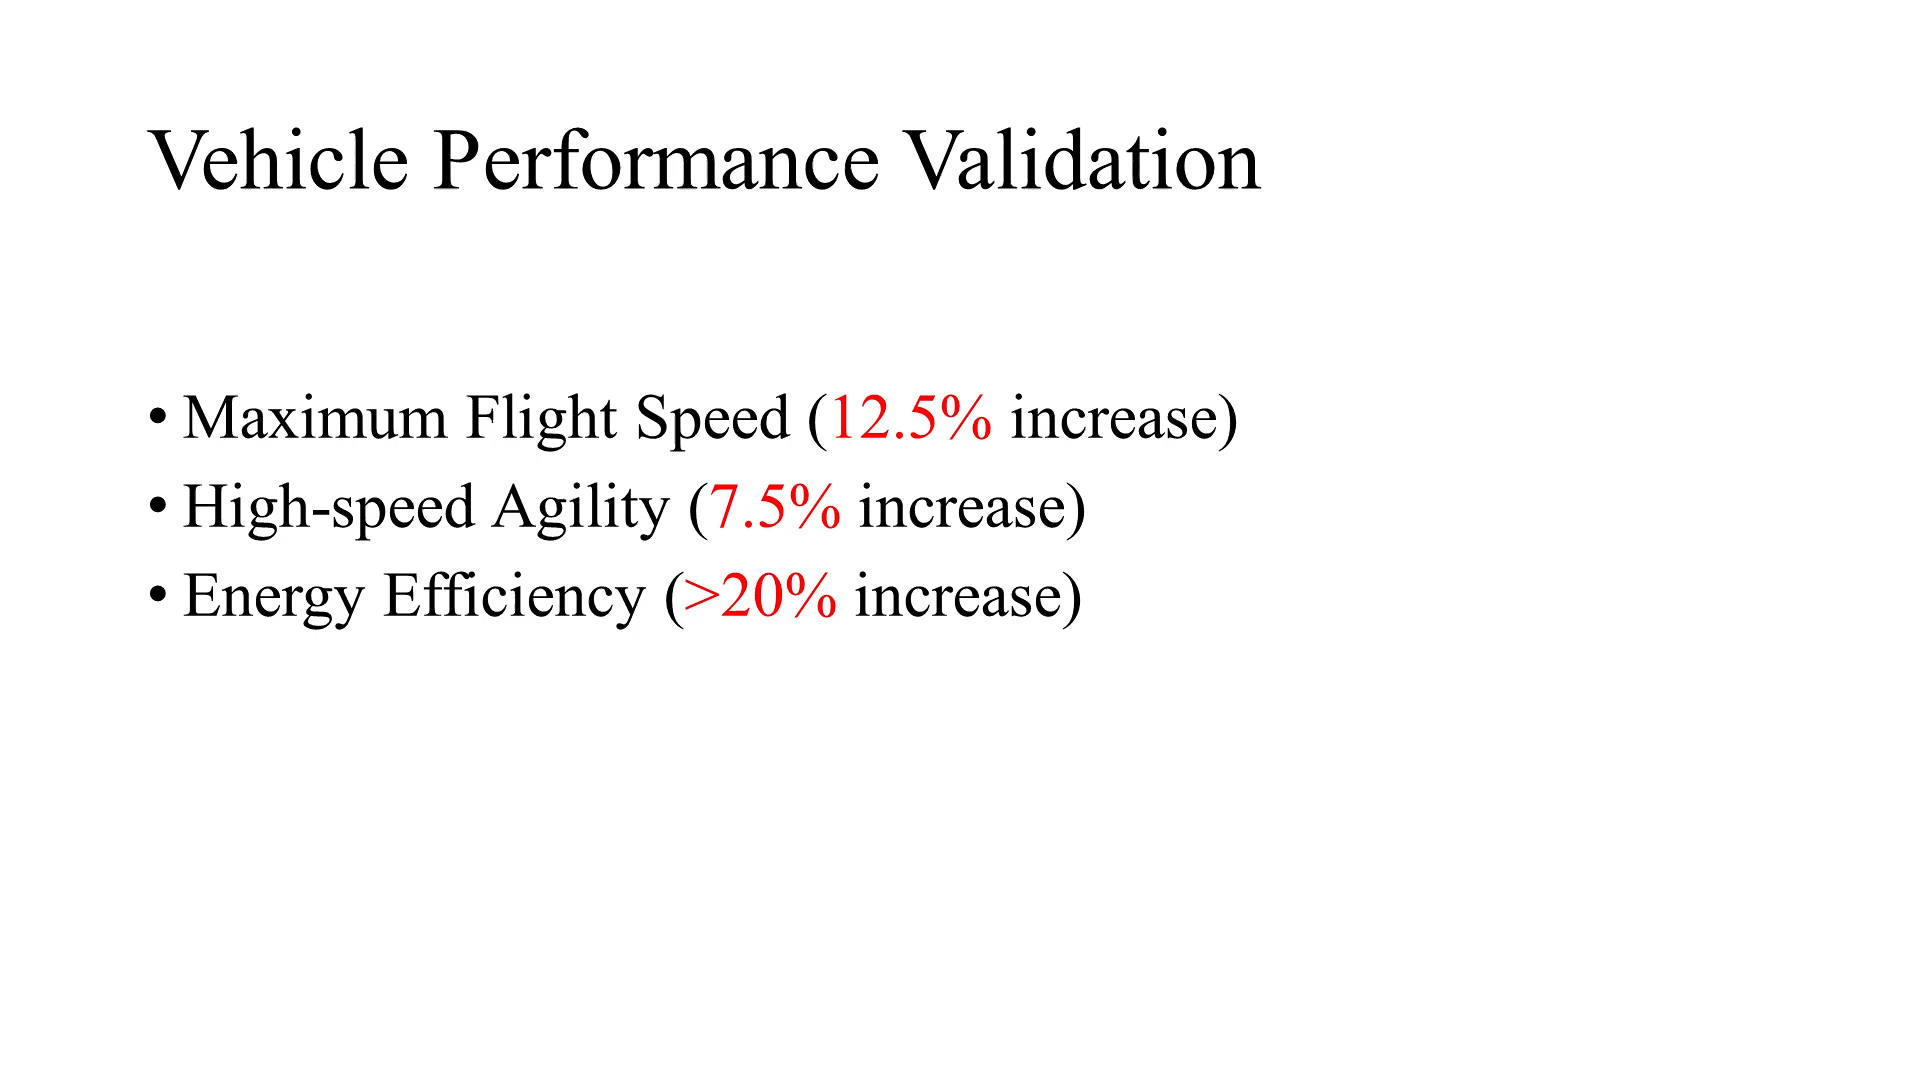 Vehicle Performance Validation
• Maximum Flight Speed (12.5% increase)
• High-speed Agility (7.5% increase)
• Energy Efficiency (>20% increase)